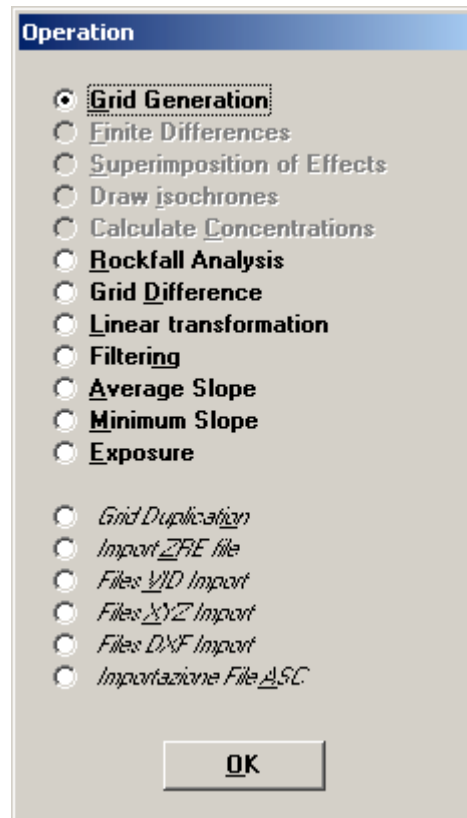 Operation
Grid Generation
Finite Differences
Superimposition of Effects
Draw isochrones
Calculate Concentrations
Rockfall Analysis
Grid Difference
Linear transformation
Filtering
Average Slope
Minimum Slope
Exposure
Grid Duplication
Import ZRE file
Files VID Import
Files XYZ Import
Files DXF Import
Importazione File ASC
OK